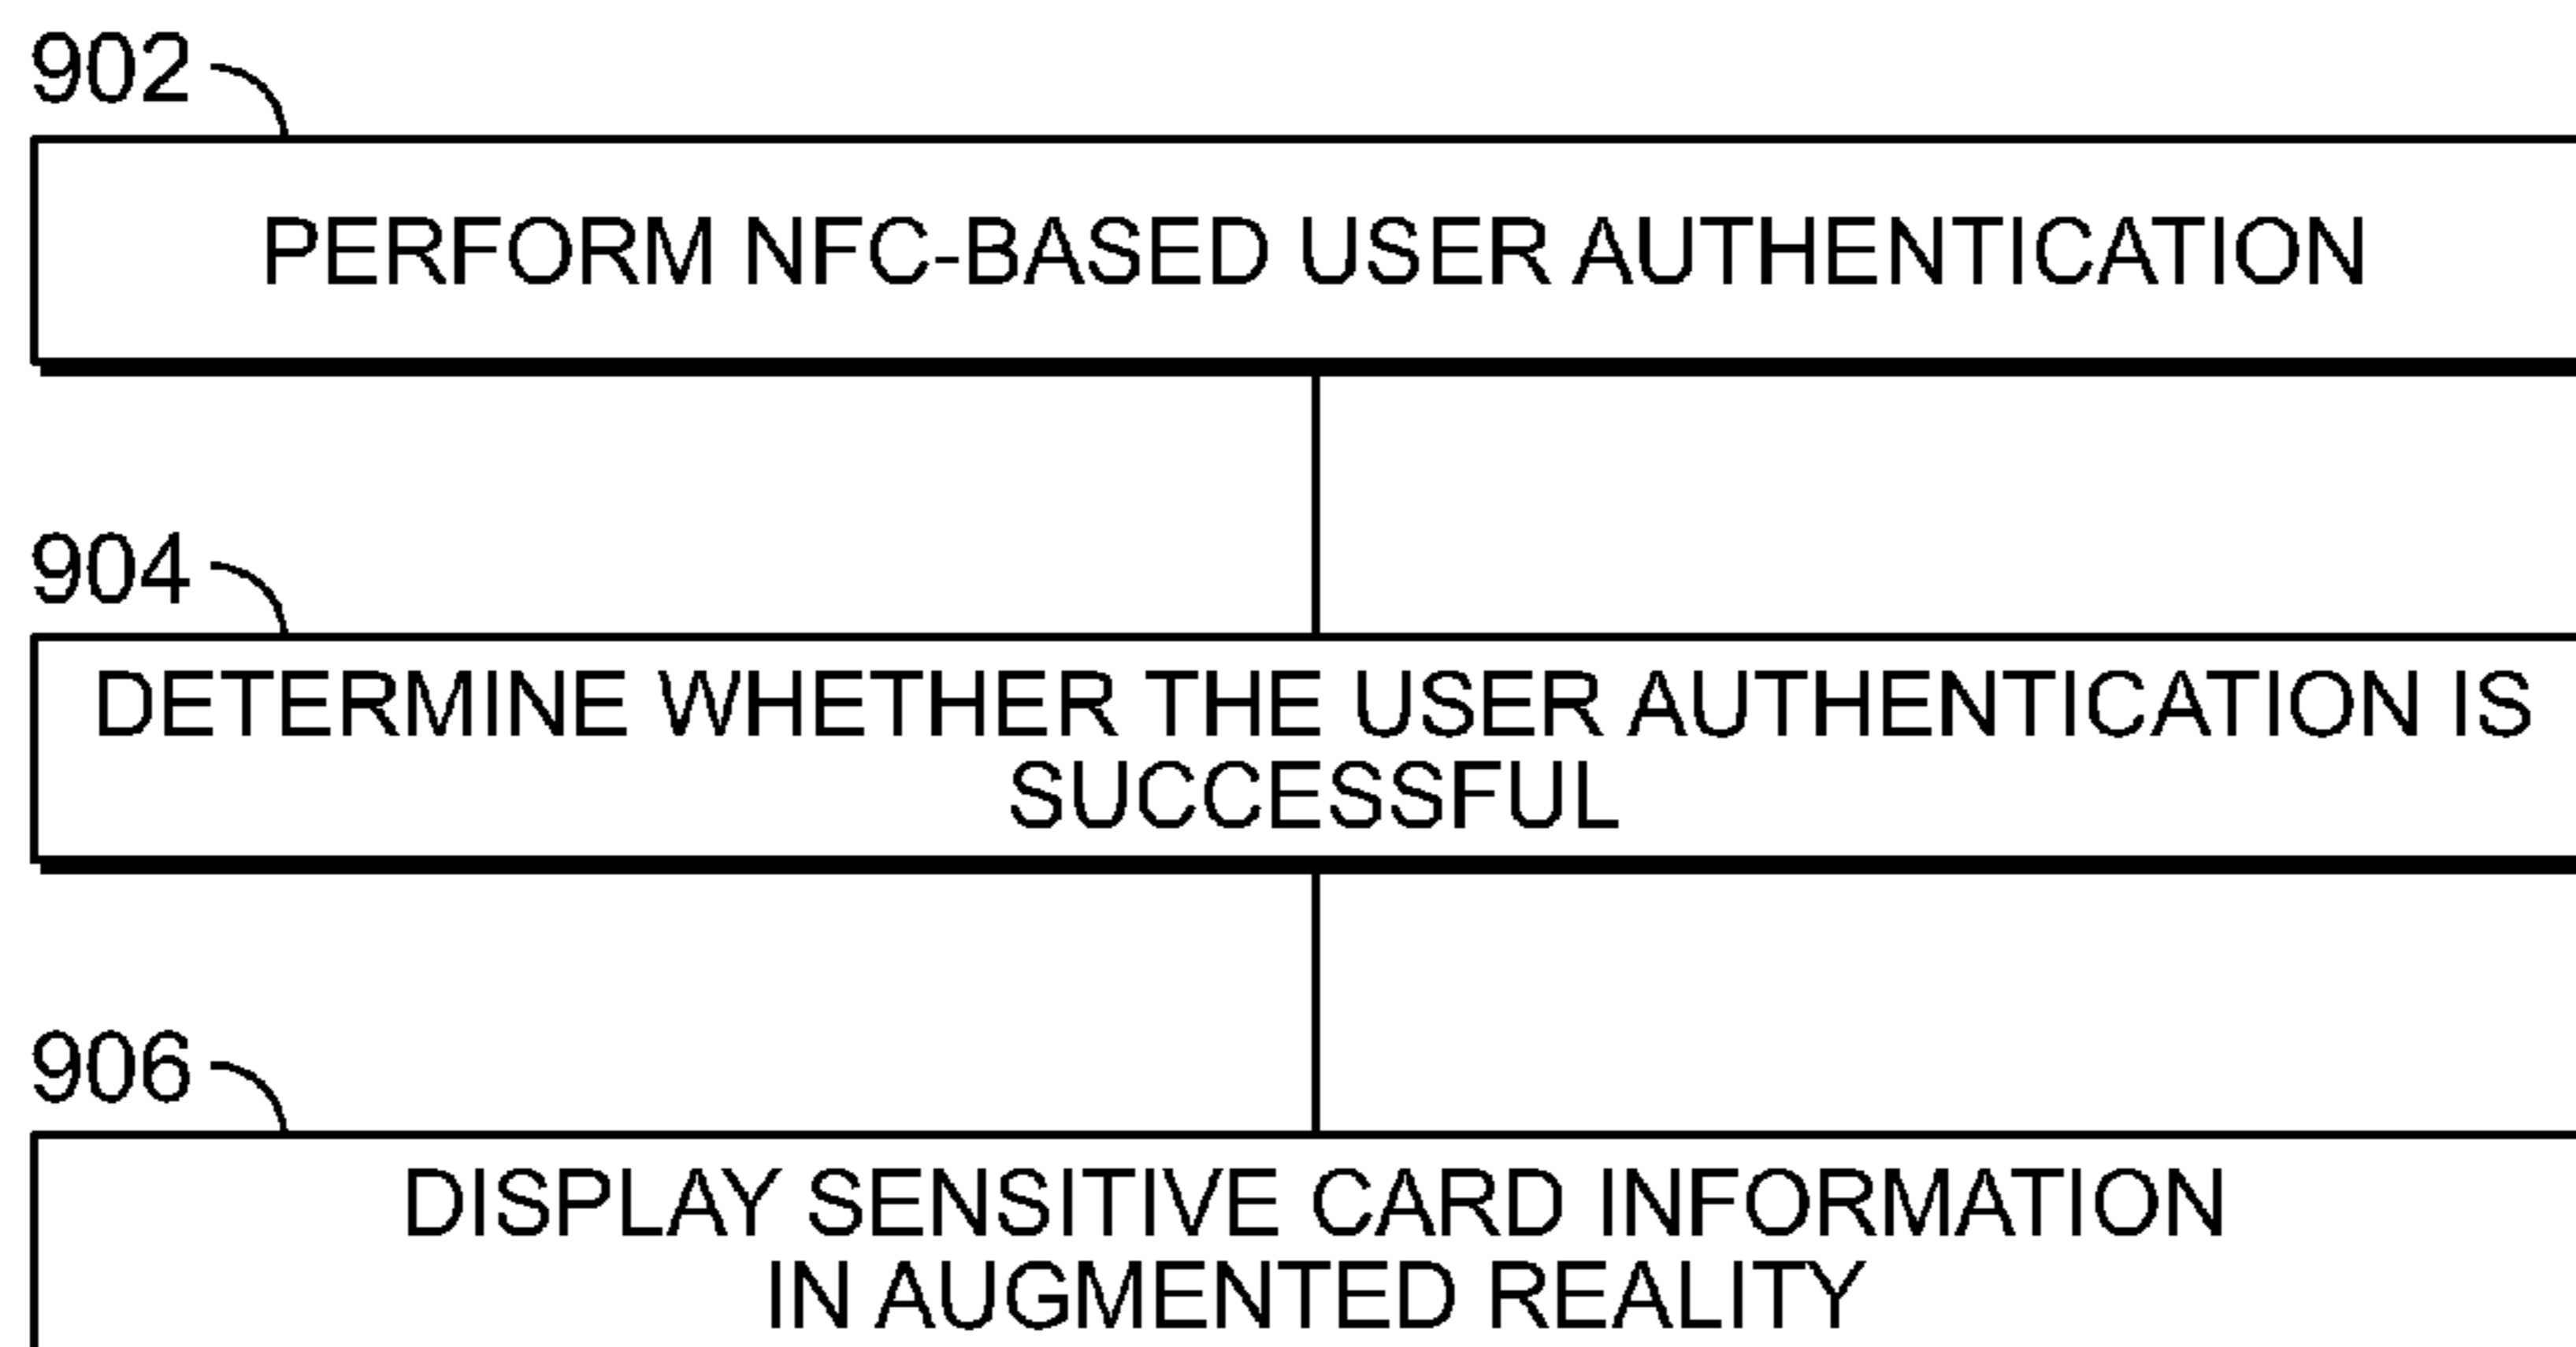 902
PERFORM NFC-BASED USER AUTHENTICATION
904
DETERMINE WHETHER THE USER AUTHENTICATION IS
SUCCESSFUL
906
DISPLAY SENSITIVE CARD INFORMATION
IN AUGMENTED REALITY